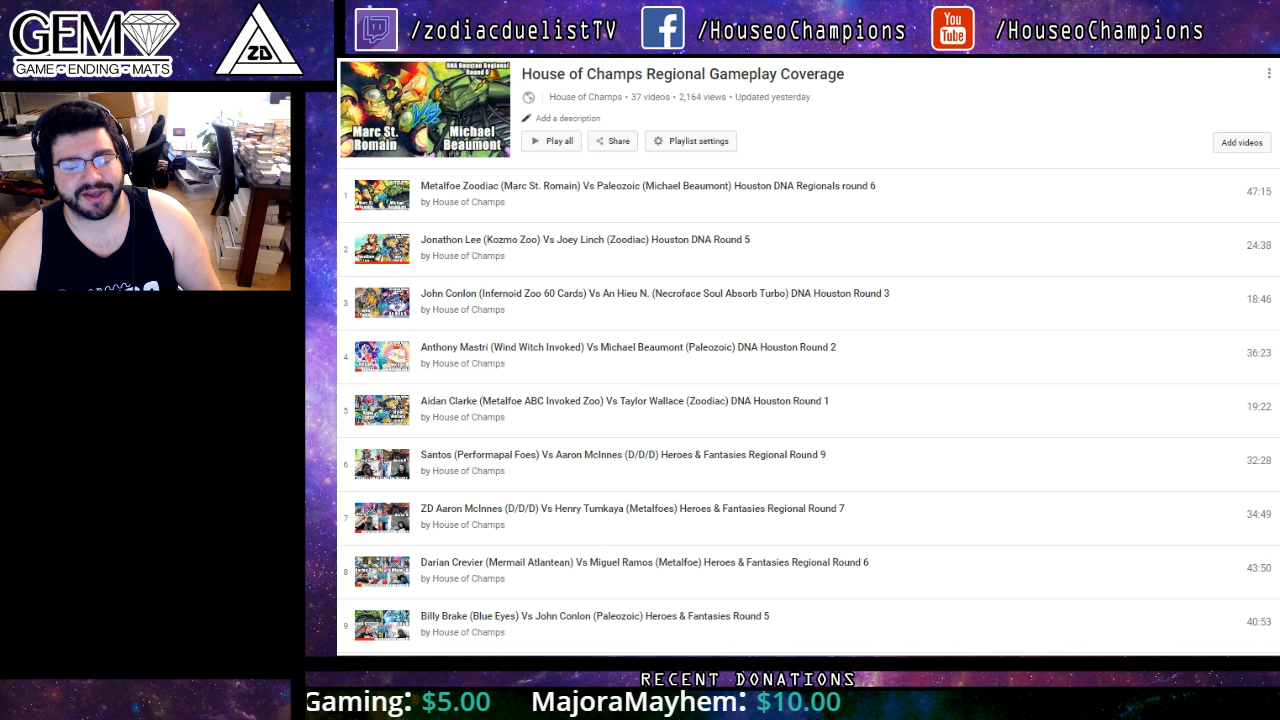 GEM
GAME-ENDING-MATS
ZD
/zodiacduelistTV
/HouseoChampions
You Tube
/HouseoChampions
DNA Houston Regional
Round 6
Vs
Marc St. Romain
Michael Beaumont
House of Champs Regional Gameplay Coverage
House of Champs • 37 videos • 2,164 views • Updated yesterday
Add a description
Play all
Share
Playlist settings
Add videos
1
Metalfoe Zoodiac (Marc St. Romain) Vs Paleozoic (Michael Beaumont) Houston DNA Regionals round 6
47:15
by House of Champs
2
Jonathon Lee (Kozmo Zoo) Vs Joey Linch (Zoodiac) Houston DNA Round 5
24:38
by House of Champs
3
John Conlon (Infernoid Zoo 60 Cards) Vs An Hieu N. (Necroface Soul Absorb Turbo) DNA Houston Round 3
18:46
by House of Champs
4
Anthony Mastri (Wind Witch Invoked) Vs Michael Beaumont (Paleozoic) DNA Houston Round 2
36:23
by House of Champs
5
Aidan Clarke (Metalfoe ABC Invoked Zoo) Vs Taylor Wallace (Zoodiac) DNA Houston Round 1
19:22
by House of Champs
6
Santos (Performapal Foes) Vs Aaron McInnes (D/D/D) Heroes & Fantasies Regional Round 9
32:28
by House of Champs
7
ZD Aaron McInnes (D/D/D) Vs Henry Tumkaya (Metalfoes) Heroes & Fantasies Regional Round 7
34:49
by House of Champs
8
Darian Crevier (Mermail Atlantean) Vs Miguel Ramos (Metalfoe) Heroes & Fantasies Regional Round 6
43:50
by House of Champs
9
Billy Brake (Blue Eyes) Vs John Conlon (Paleozoic) Heroes & Fantasies Round 5
40:53
by House of Champs
RECENT DONATIONS
Gaming: $5.00 MajoraMayhem: $10.00